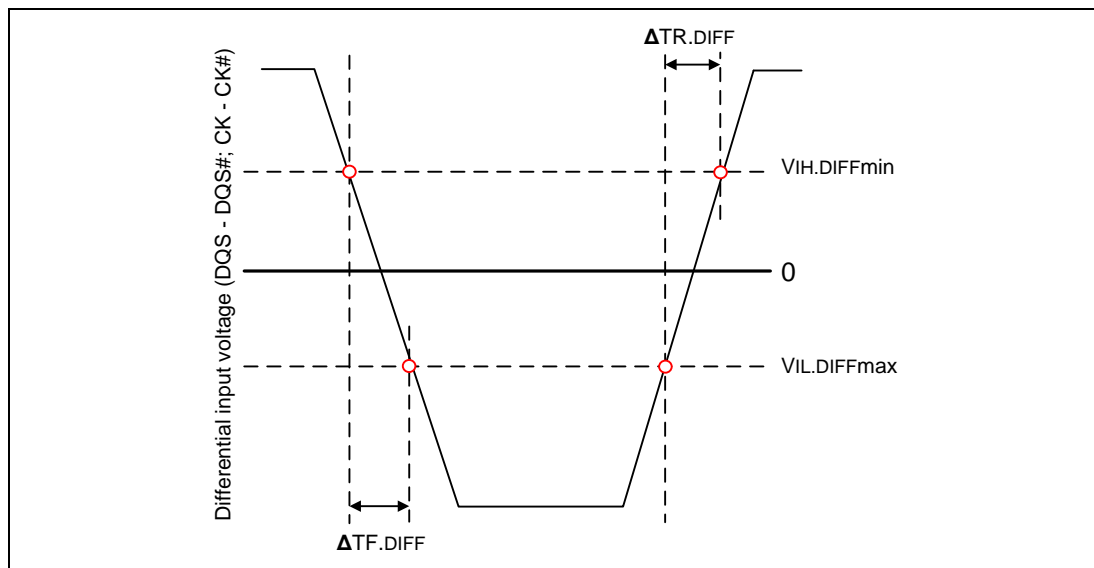 ΔTR.DIFF
Differential input voltage (DQS - DQS#; CK - CK#)
VIH.DIFFmin
0
VIL.DIFFmax
ΔTF.DIFF